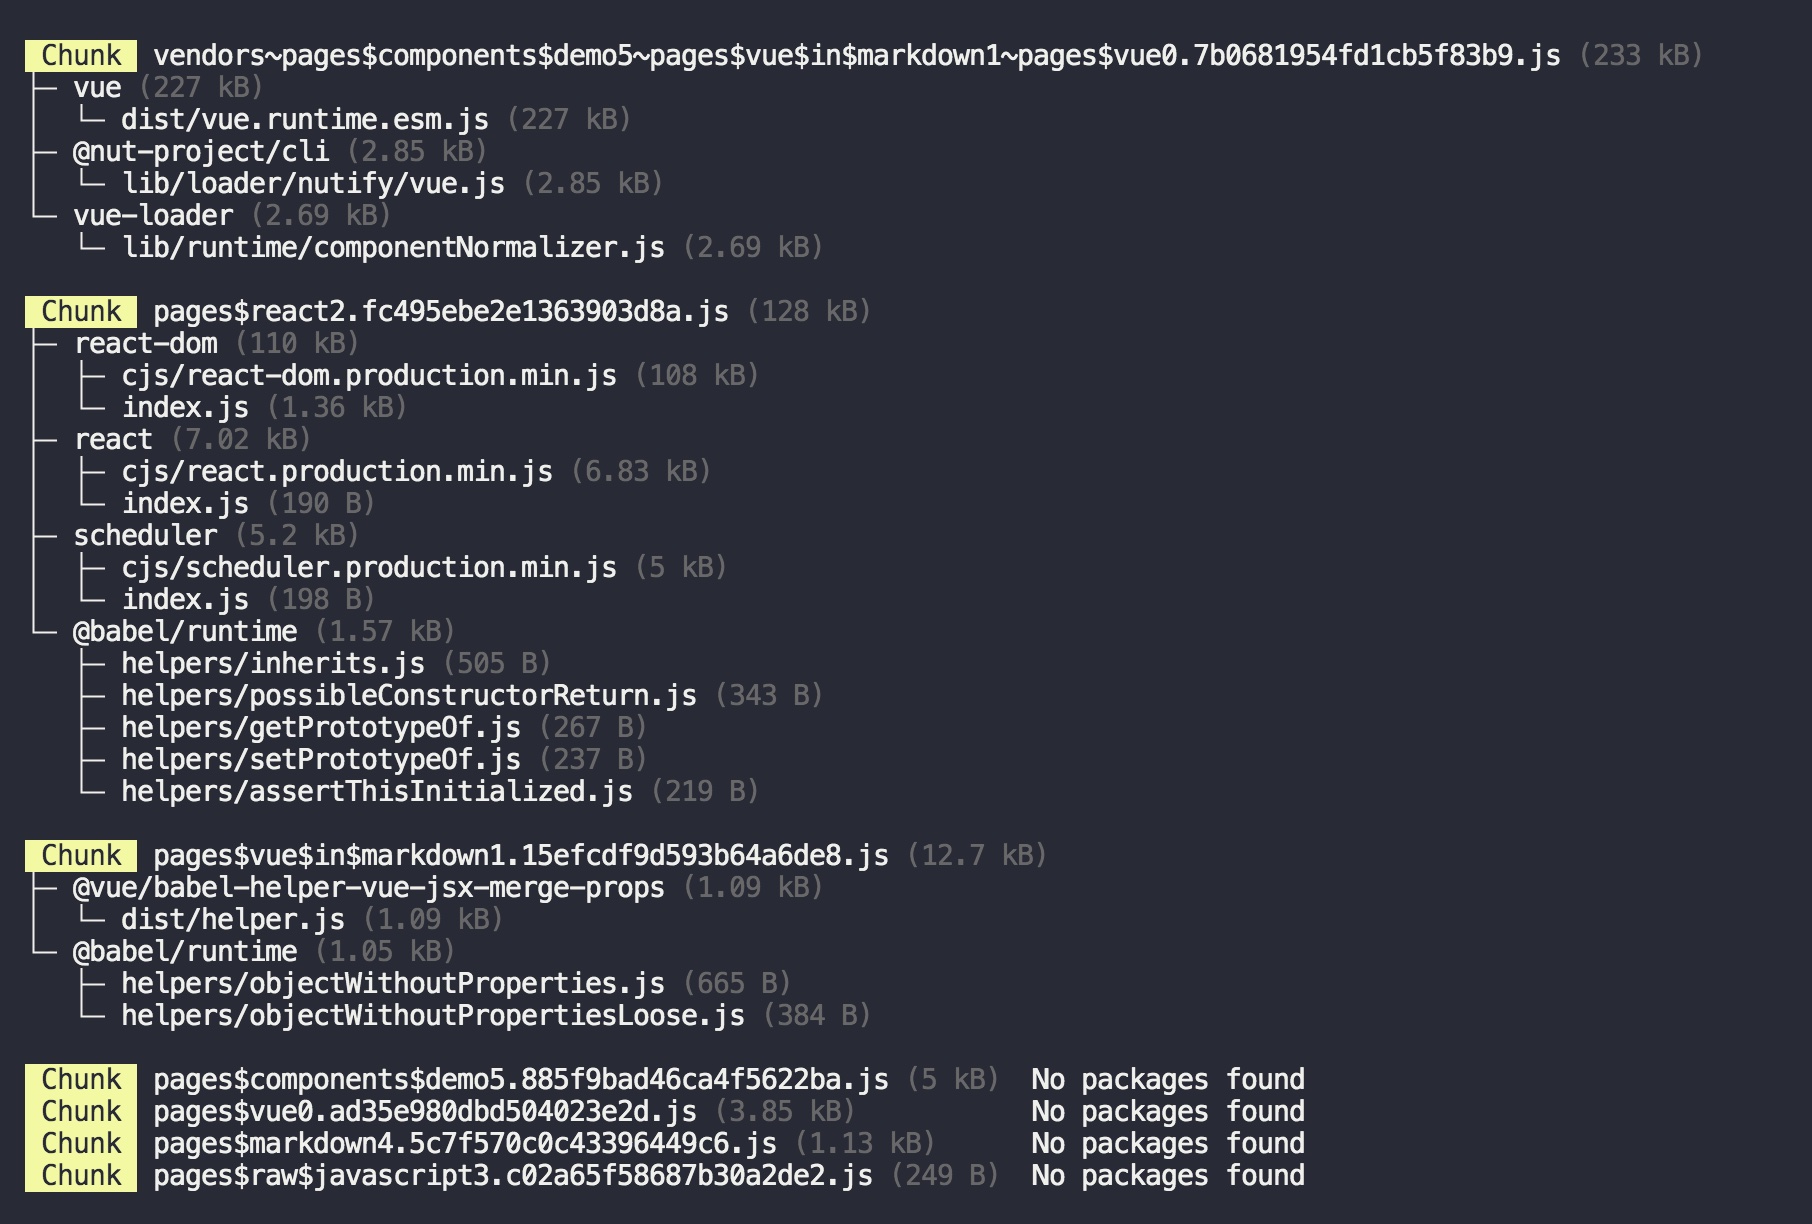 Chunk vendors~pages$components$demo5~pages$vue$in$markdown1~pages$vue0.7b0681954fd1cb5f83b9.js (233 kB)
├─ vue (227 kB)
│  └─ dist/vue.runtime.esm.js (227 kB)
├─ @nut-project/cli (2.85 kB)
│  └─ lib/loader/nutify/vue.js (2.85 kB)
└─ vue-loader (2.69 kB)
   └─ lib/runtime/componentNormalizer.js (2.69 kB)
Chunk pages$react2.fc495ebe2e1363903d8a.js (128 kB)
├─ react-dom (110 kB)
│  ├─ cjs/react-dom.production.min.js (108 kB)
│  └─ index.js (1.36 kB)
├─ react (7.02 kB)
│  ├─ cjs/react.production.min.js (6.83 kB)
│  └─ index.js (190 B)
├─ scheduler (5.2 kB)
│  ├─ cjs/scheduler.production.min.js (5 kB)
│  └─ index.js (198 B)
└─ @babel/runtime (1.57 kB)
   ├─ helpers/inherits.js (505 B)
   ├─ helpers/possibleConstructorReturn.js (343 B)
   ├─ helpers/getPrototypeOf.js (267 B)
   ├─ helpers/setPrototypeOf.js (237 B)
   └─ helpers/assertThisInitialized.js (219 B)
Chunk pages$vue$in$markdown1.15efcdf9d593b64a6de8.js (12.7 kB)
├─ @vue/babel-helper-vue-jsx-merge-props (1.09 kB)
│  └─ dist/helper.js (1.09 kB)
└─ @babel/runtime (1.05 kB)
   ├─ helpers/objectWithoutProperties.js (665 B)
   └─ helpers/objectWithoutPropertiesLoose.js (384 B)
Chunk pages$components$demo5.885f9bad46ca4f5622ba.js (5 kB) No packages found
Chunk pages$vue0.ad35e980dbd504023e2d.js (3.85 kB) No packages found
Chunk pages$markdown4.5c7f570c0c43396449c6.js (1.13 kB) No packages found
Chunk pages$raw$javascript3.c02a65f58687b30a2de2.js (249 B) No packages found